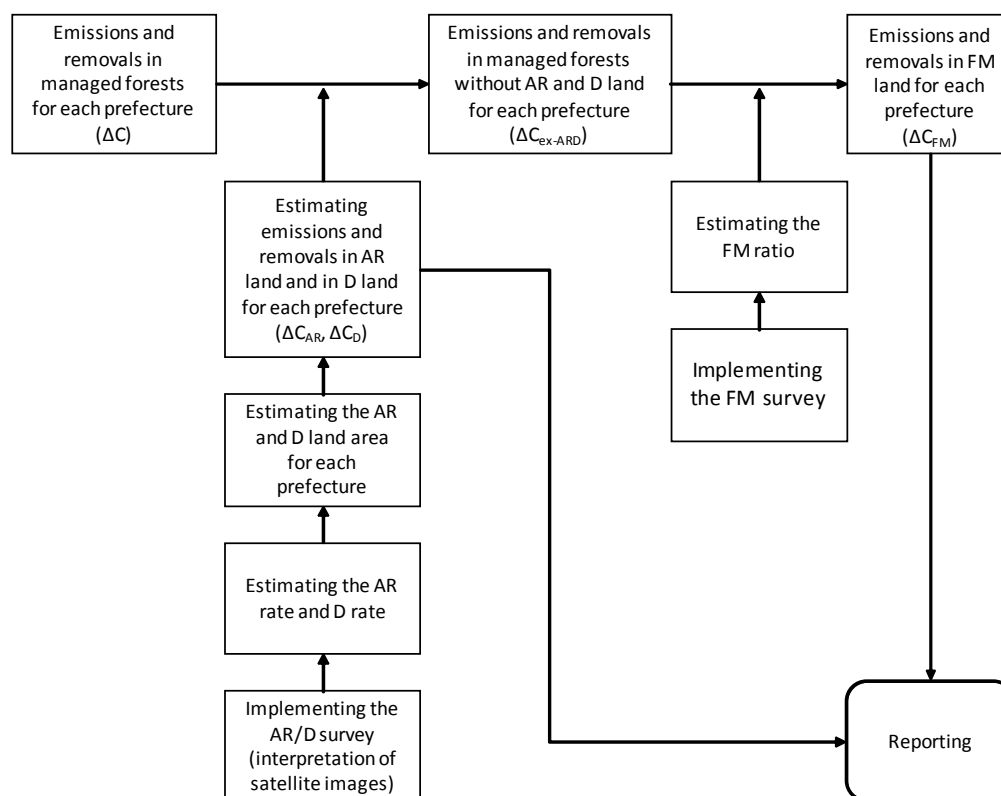 Emissions and
removals in
managed forests
for each prefecture
(ΔC)
Emissions and removals
in managed forests
without AR and D land
for each prefecture
(ΔCex-ARD)
Emissions and
removals in FM
land for each
prefecture
(ΔCFM)
Estimating
emissions and
removals in AR
land and in D land
for each prefecture
(ΔCAR, ΔCD)
Estimating the
FM ratio
Implementing
the FM survey
Estimating the AR
and D land area
for each
prefecture
Estimating the AR
rate and D rate
Implementing the
AR/D survey
(interpretation of
satellite images)
Reporting